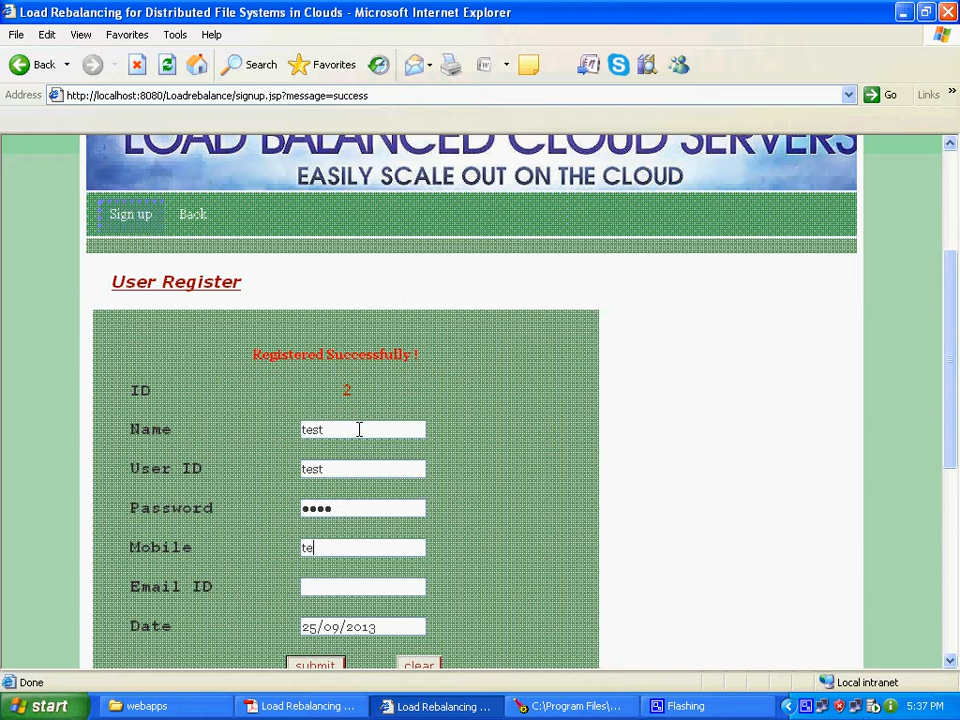 Load Rebalancing for Distributed File Systems in Clouds - Microsoft Internet Explorer
File Edit View Favorites Tools Help
Back Search Favorites
Address http://localhost:8080/Loadrebalance/signup.jsp?message=success Go Links »
LOAD BALANCED CLOUD SERVERS
EASILY SCALE OUT ON THE CLOUD
Sign up Back
User Register
Registered Successfully !
ID 2
Name test
User ID test
Password ••••
Mobile te
Email ID
Date 25/09/2013
submit clear
Done Local intranet
start webapps Load Rebalancing ... Load Rebalancing ... C:\Program Files\... Flashing 5:37 PM